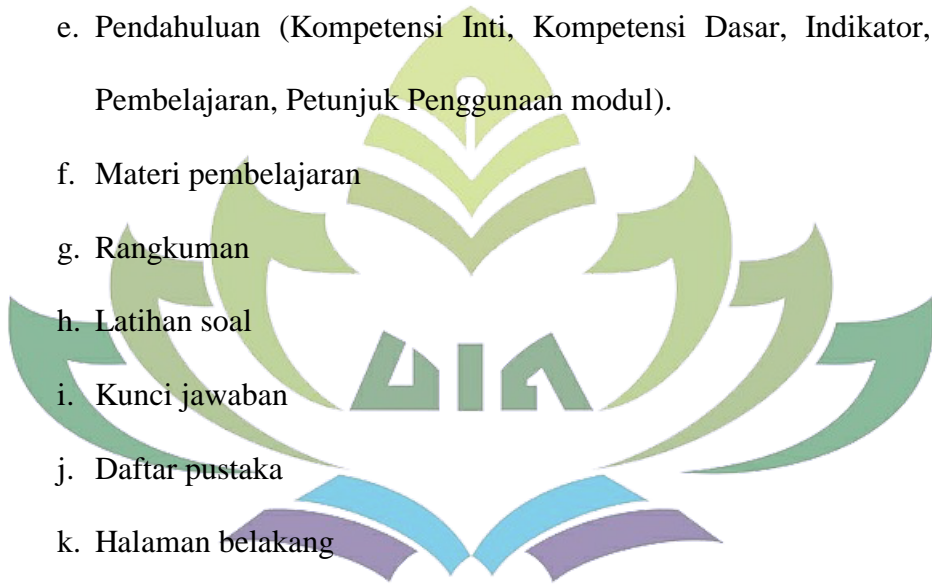 e. Pendahuluan (Kompetensi Inti, Kompetensi Dasar, Indikator,
Pembelajaran, Petunjuk Penggunaan modul).
f. Materi pembelajaran
g. Rangkuman
h. Latihan soal
UIN
i. Kunci jawaban
j. Daftar pustaka
k. Halaman belakang